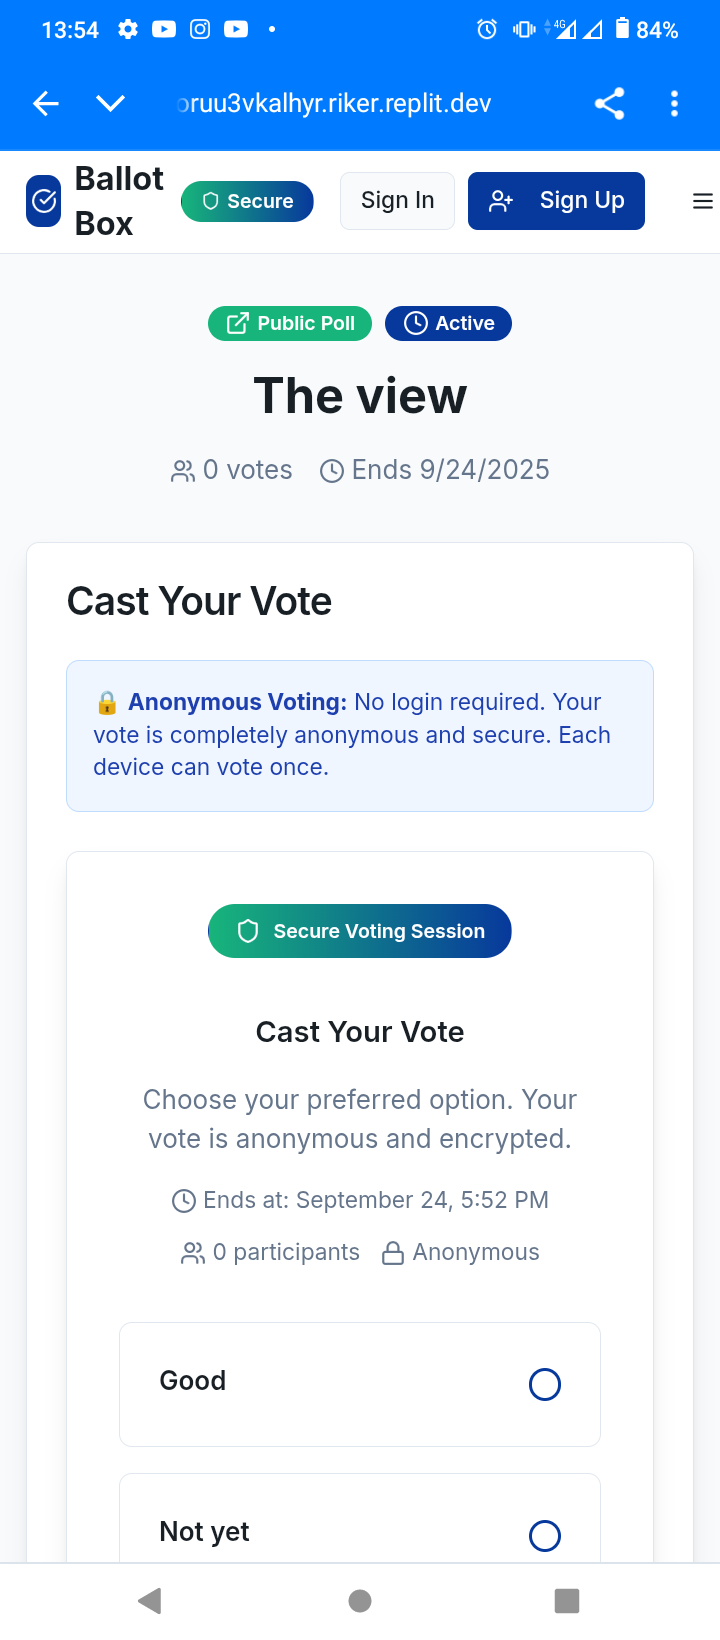 13:54
4G
84%
oruu3vkalhyr.riker.replit.dev
Ballot
Box
Secure
Sign In
Sign Up
Public Poll
Active
The view
0 votes
Ends 9/24/2025
Cast Your Vote
🔒 Anonymous Voting: No login required. Your
vote is completely anonymous and secure. Each
device can vote once.
Secure Voting Session
Cast Your Vote
Choose your preferred option. Your
vote is anonymous and encrypted.
Ends at: September 24, 5:52 PM
0 participants
Anonymous
Good
Not yet